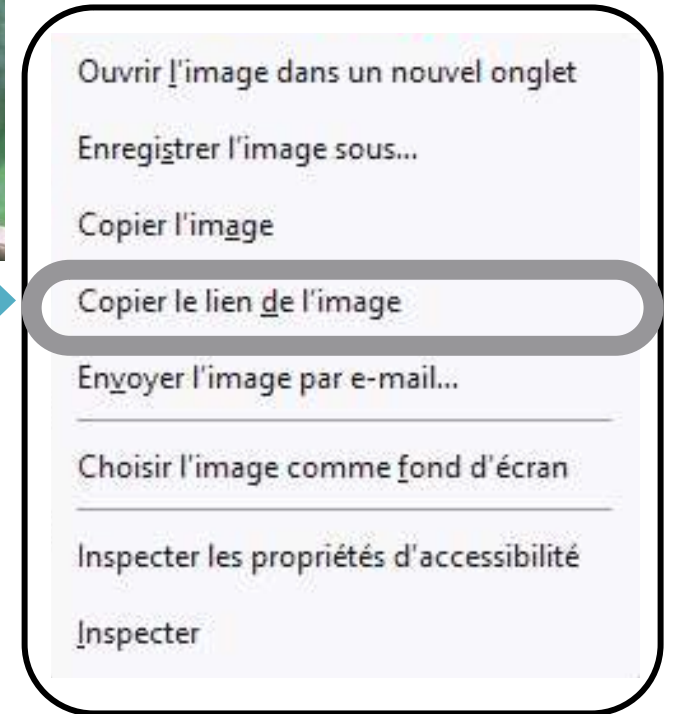 Ouvrir l'image dans un nouvel onglet
Enregistrer l'image sous...
Copier l'image
Copier le lien de l'image
Envoyer l'image par e-mail...
Choisir l'image comme fond d'écran
Inspecter les propriétés d'accessibilité
Inspecter